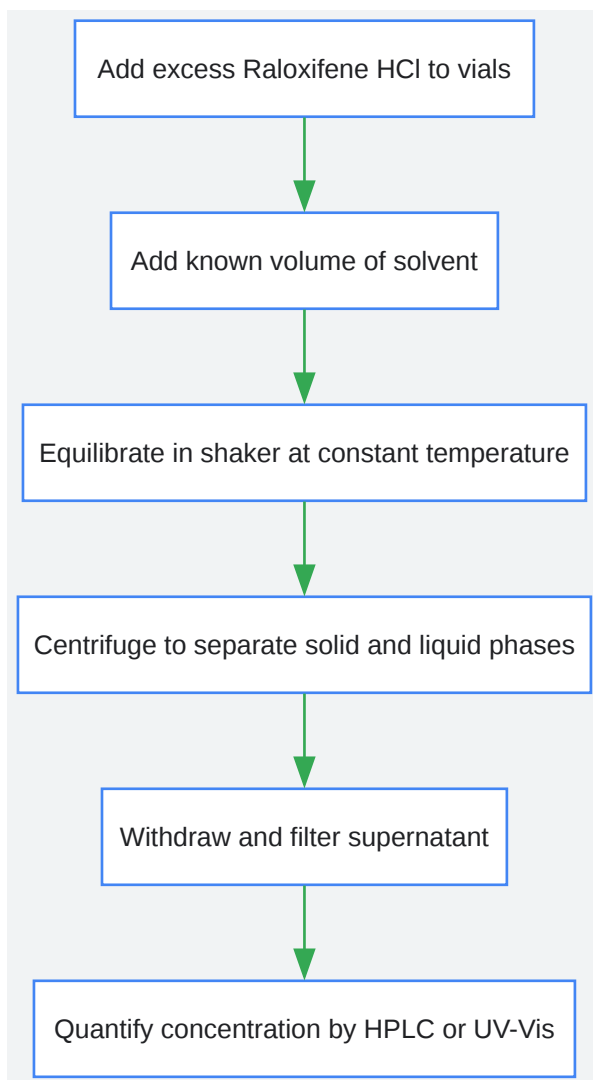 Add excess Raloxifene HCl to vials
Add known volume of solvent
Equilibrate in shaker at constant temperature
Centrifuge to separate solid and liquid phases
Withdraw and filter supernatant
Quantify concentration by HPLC or UV-Vis